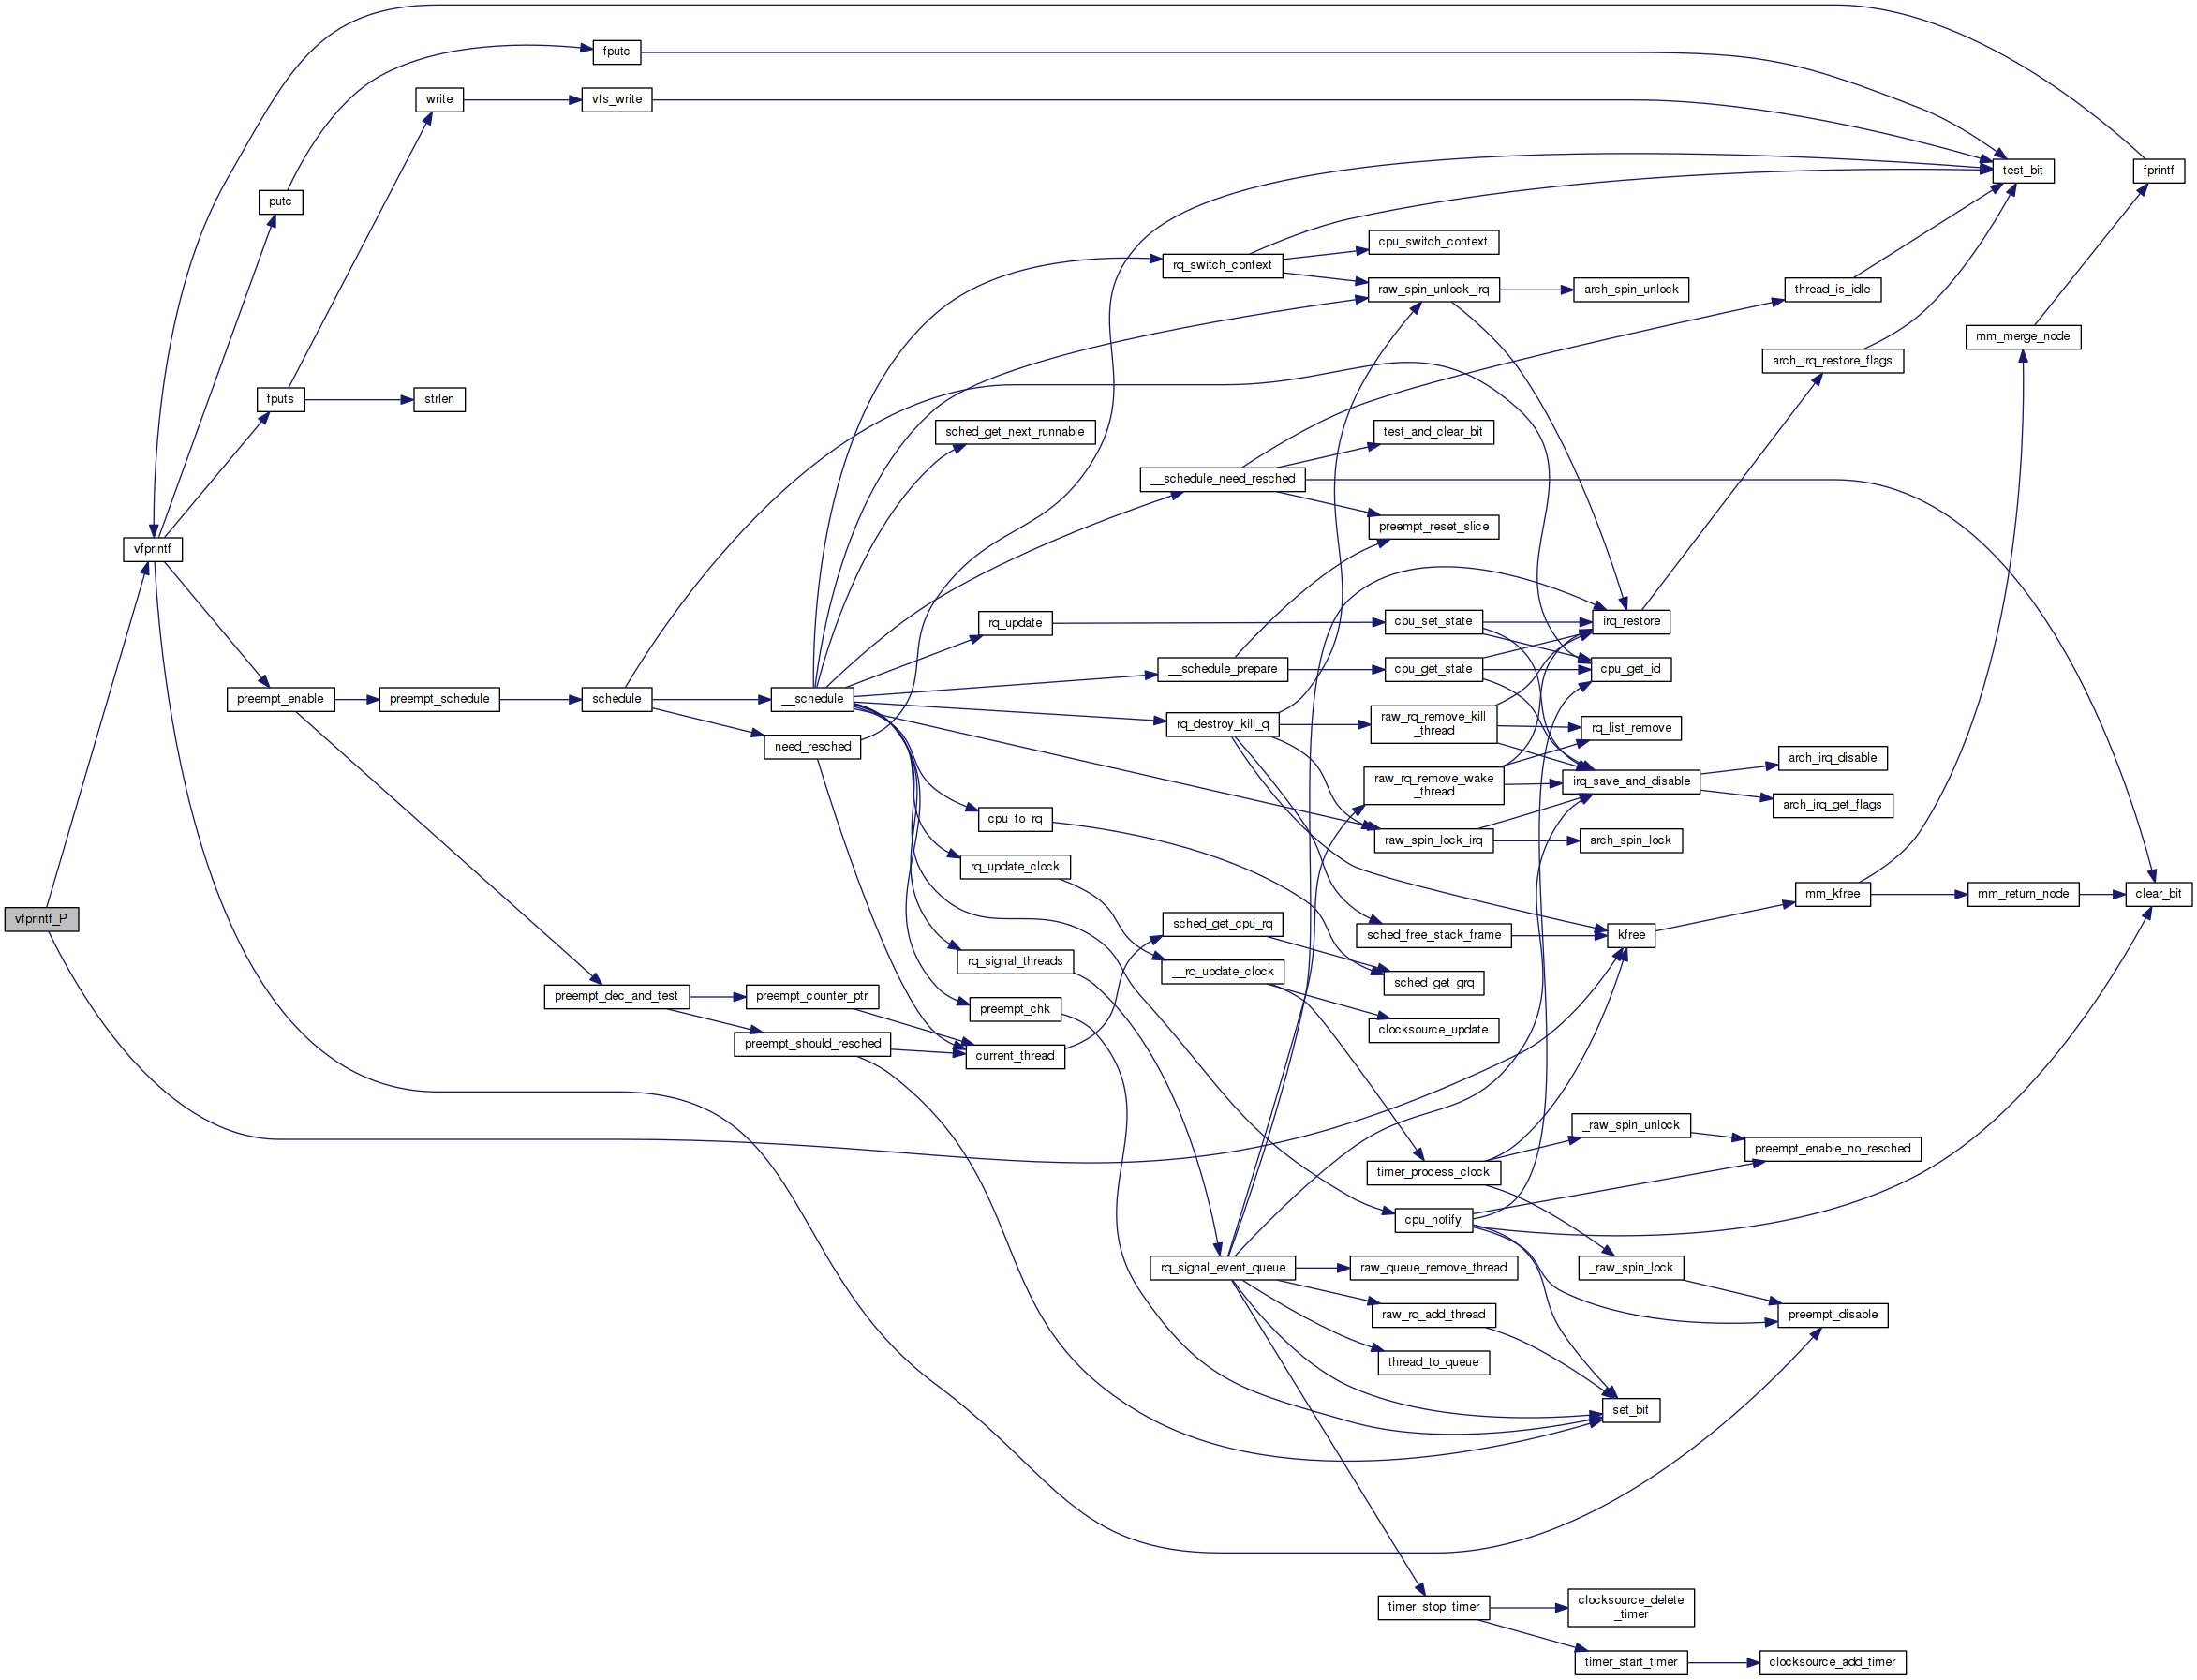 fputc
write
vfs_write
test_bit
fprintf
putc
cpu_switch_context
rq_switch_context
raw_spin_unlock_irq
arch_spin_unlock
thread_is_idle
mm_merge_node
arch_irq_restore_flags
fputs
strlen
sched_get_next_runnable
test_and_clear_bit
__schedule_need_resched
preempt_reset_slice
vfprintf
rq_update
cpu_set_state
irq_restore
__schedule_prepare
cpu_get_state
cpu_get_id
preempt_enable
preempt_schedule
schedule
__schedule
need_resched
rq_destroy_kill_q
raw_rq_remove_kill
_thread
rq_list_remove
arch_irq_disable
raw_rq_remove_wake
_thread
irq_save_and_disable
arch_irq_get_flags
cpu_to_rq
raw_spin_lock_irq
arch_spin_lock
rq_update_clock
mm_kfree
mm_return_node
clear_bit
vfprintf_P
sched_get_cpu_rq
sched_free_stack_frame
kfree
rq_signal_threads
__rq_update_clock
sched_get_grq
preempt_dec_and_test
preempt_counter_ptr
preempt_chk
clocksource_update
preempt_should_resched
current_thread
_raw_spin_unlock
preempt_enable_no_resched
timer_process_clock
cpu_notify
rq_signal_event_queue
raw_queue_remove_thread
_raw_spin_lock
raw_rq_add_thread
preempt_disable
thread_to_queue
set_bit
timer_stop_timer
clocksource_delete
_timer
timer_start_timer
clocksource_add_timer